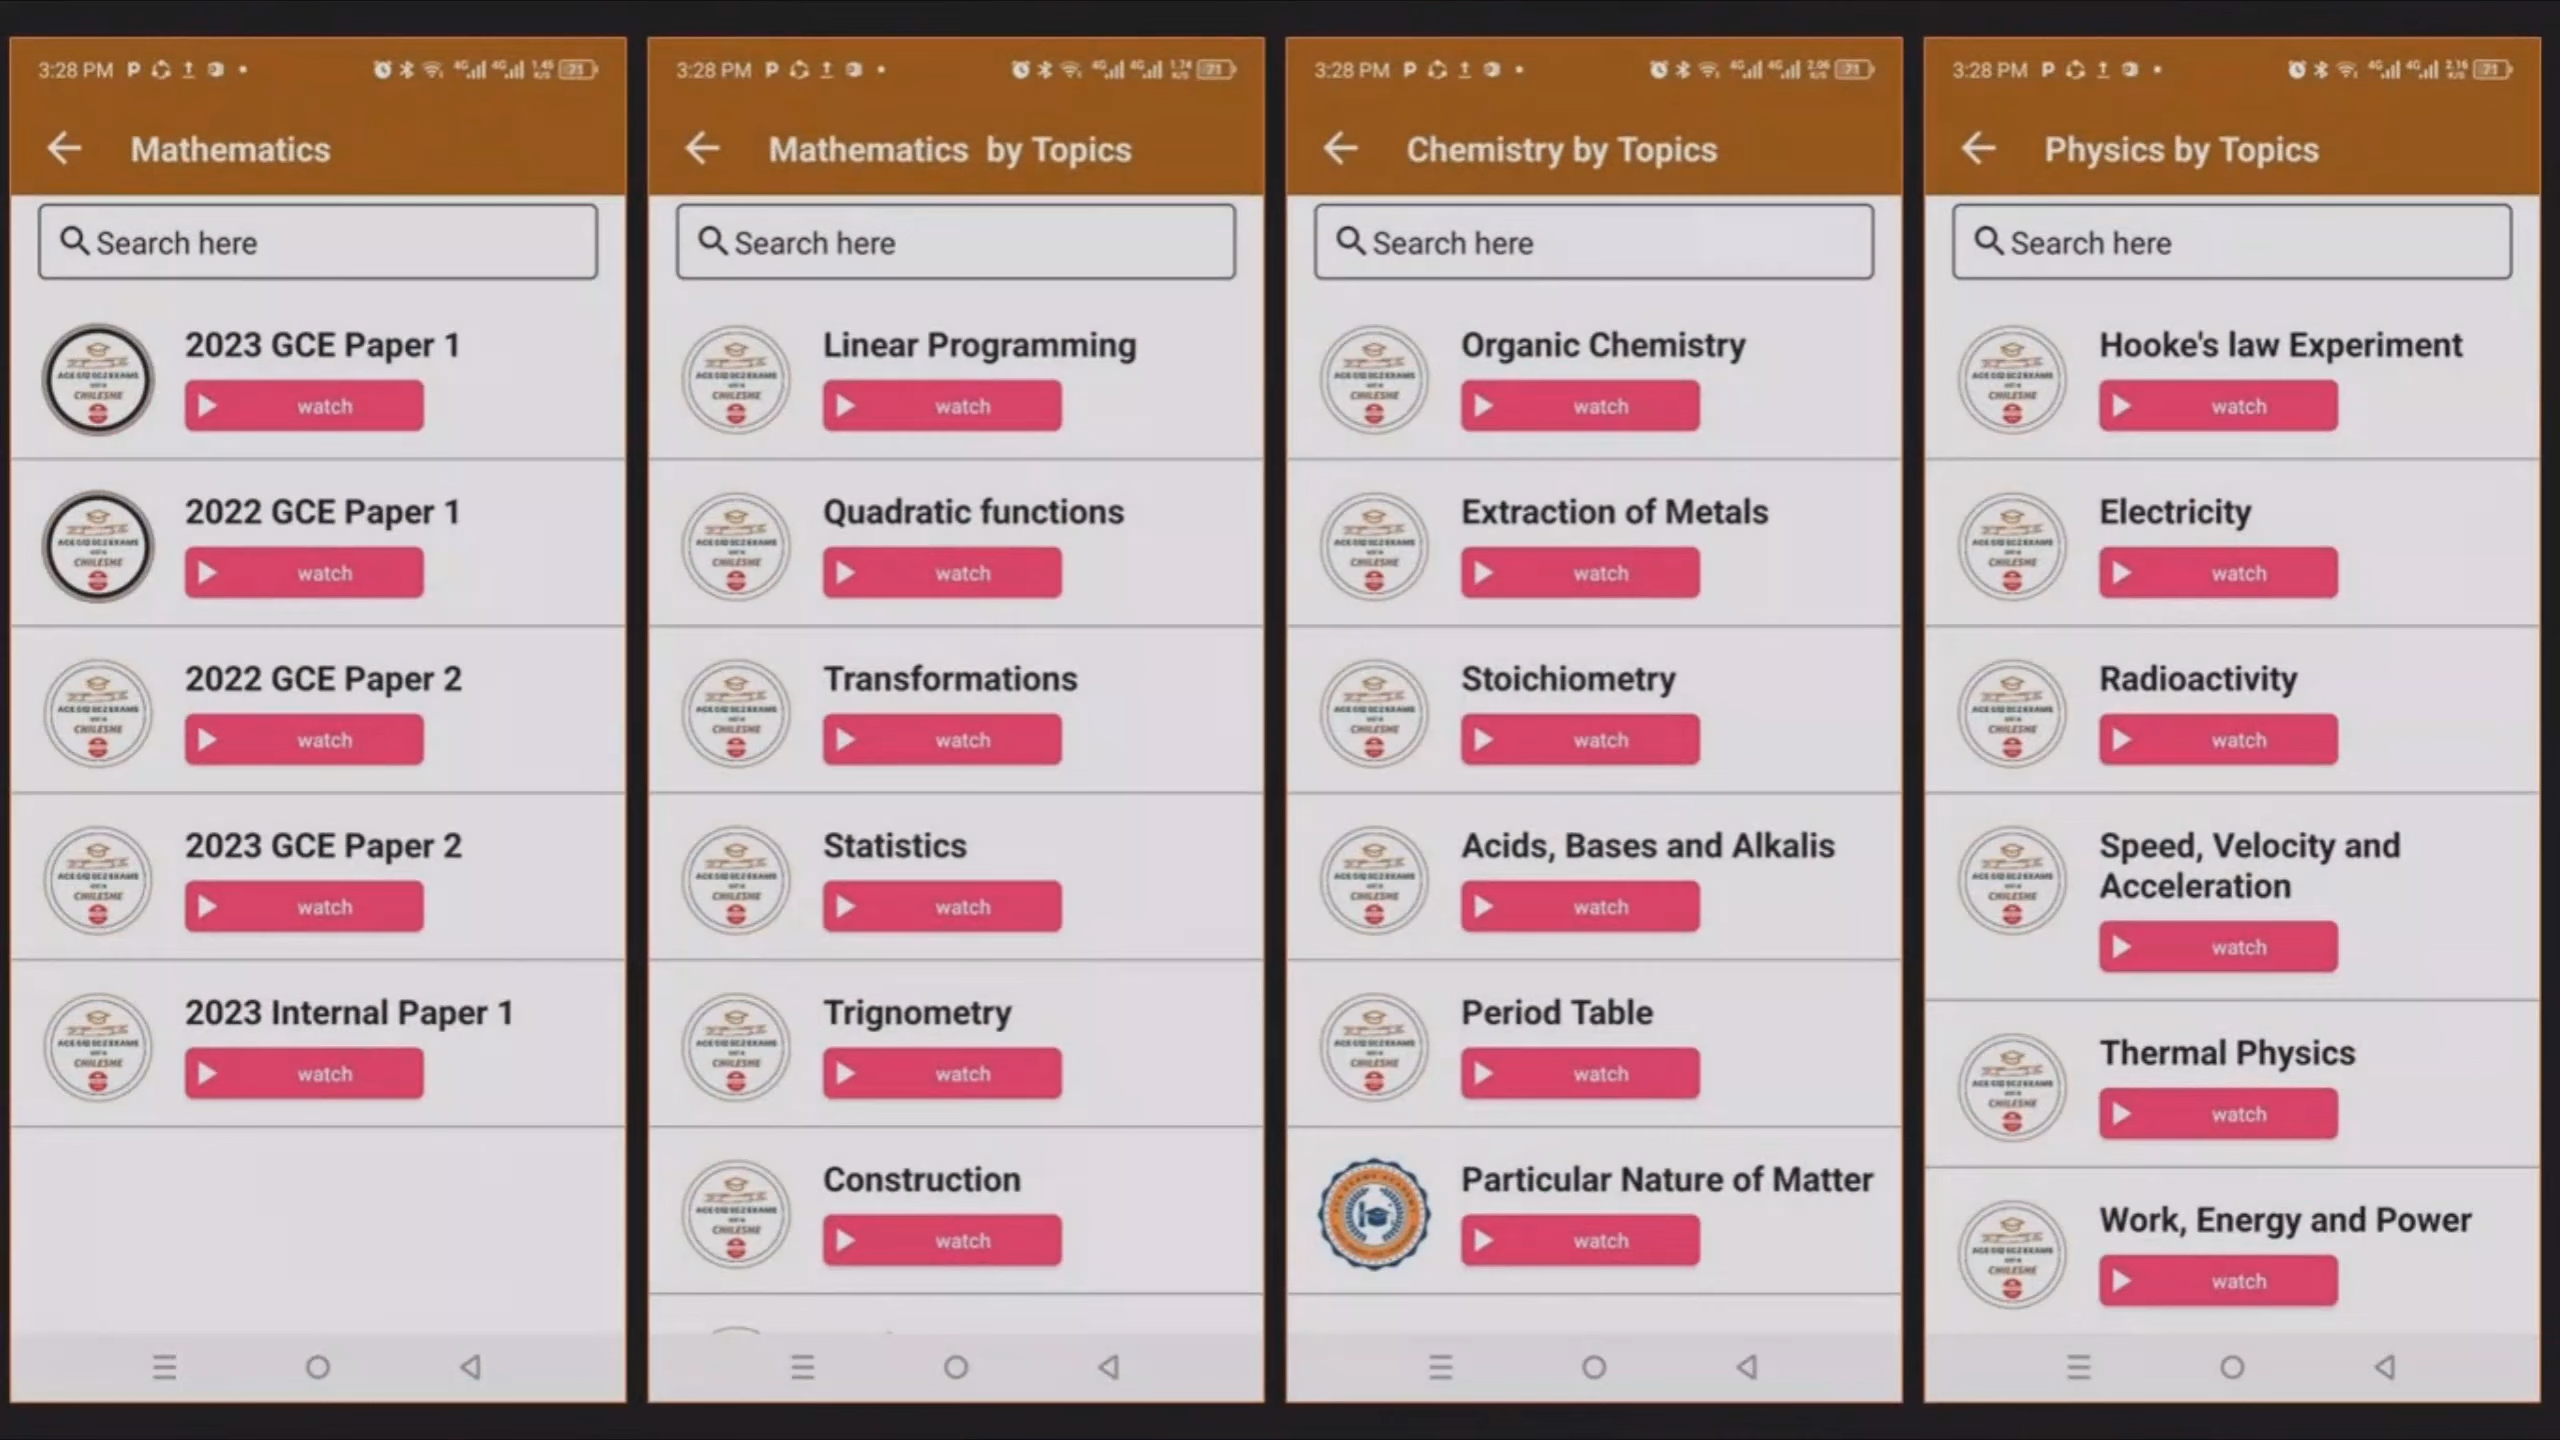 3:28 PM
Mathematics
Search here
2023 GCE Paper 1
watch
2022 GCE Paper 1
watch
2022 GCE Paper 2
watch
2023 GCE Paper 2
watch
2023 Internal Paper 1
watch
3:28 PM
Mathematics by Topics
Search here
Linear Programming
watch
Quadratic functions
watch
Transformations
watch
Statistics
watch
Trignometry
watch
Construction
watch
3:28 PM
Chemistry by Topics
Search here
Organic Chemistry
watch
Extraction of Metals
watch
Stoichiometry
watch
Acids, Bases and Alkalis
watch
Period Table
watch
Particular Nature of Matter
watch
3:28 PM
Physics by Topics
Search here
Hooke's law Experiment
watch
Electricity
watch
Radioactivity
watch
Speed, Velocity and
Acceleration
watch
Thermal Physics
watch
Work, Energy and Power
watch